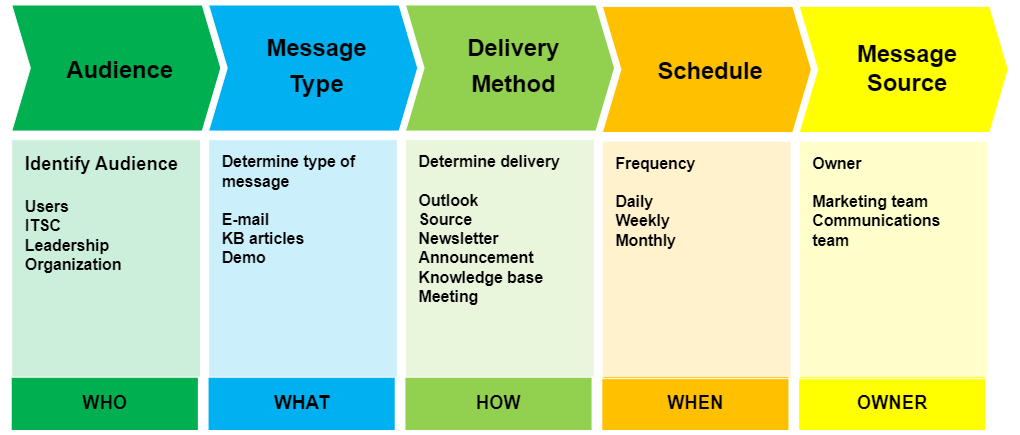 Audience
Message
Type
Delivery
Method
Schedule
Message
Source
Identify Audience
Users
ITSC
Leadership
Organization
Determine type of
message
E-mail
KB articles
Demo
Determine delivery
Outlook
Source
Newsletter
Announcement
Knowledge base
Meeting
Frequency
Daily
Weekly
Monthly
Owner
Marketing team
Communications
team
WHO
WHAT
HOW
WHEN
OWNER